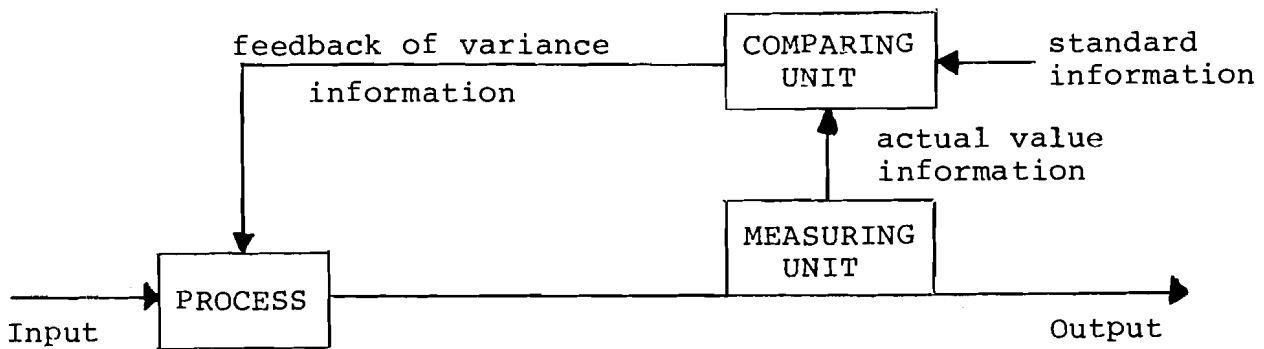 feedback of variance
information
COMPARING
UNIT
standard
information
actual value
information
MEASURING
UNIT
PROCESS
Input
Output